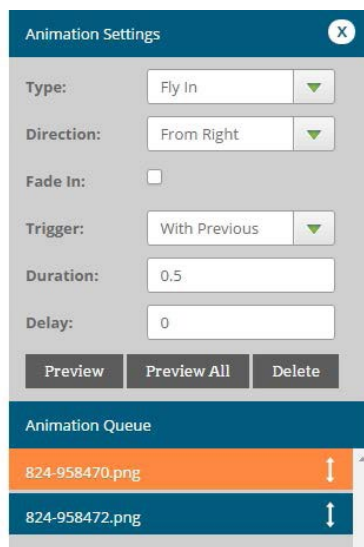 Animation Settings X
Type: Fly In
Direction: From Right
Fade In:
Trigger: With Previous
Duration: 0.5
Delay: 0
Preview Preview All Delete
Animation Queue
824-958470.png
824-958472.png